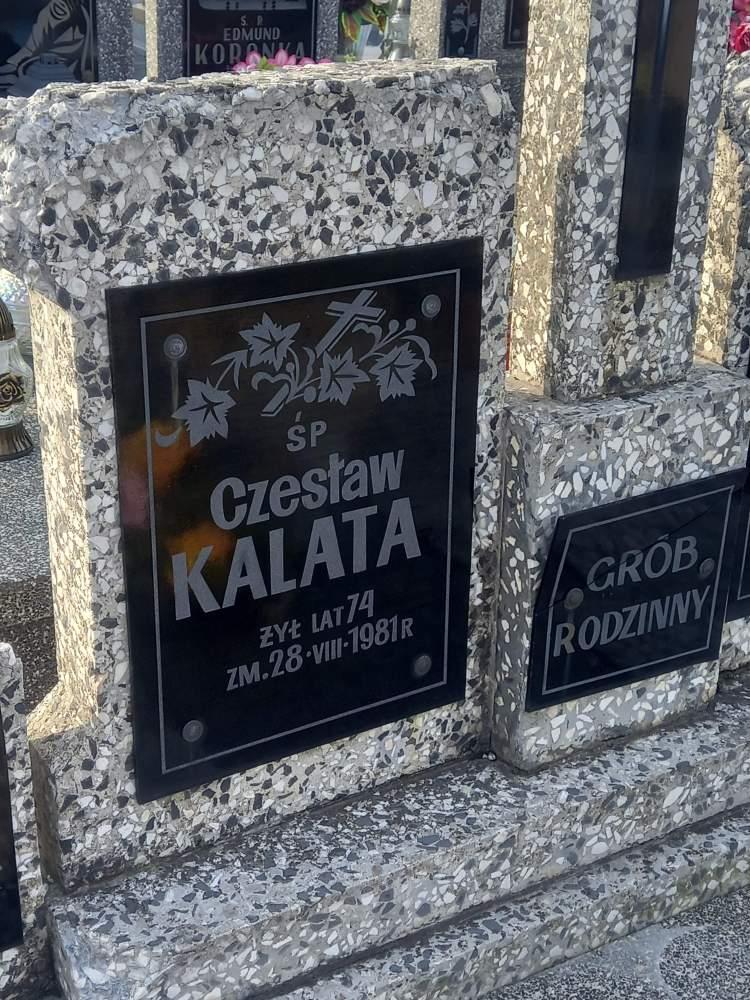 Ś. P.
EDMUND
KORONKA
ŚP
Czesław
KALATA
ŻYŁ LAT 74
ZM. 28 · VIII · 1981 R
GRÓB
RODZINNY